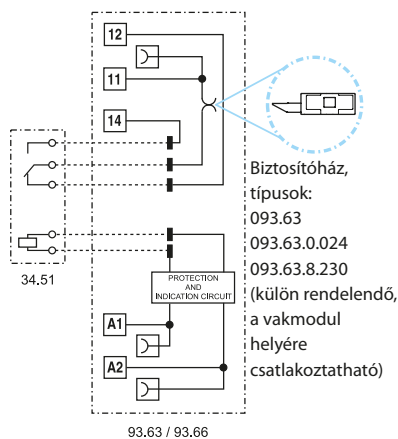 12
11
14
34.51
PROTECTION
AND
INDICATION CIRCUIT
A1
A2
93.63 / 93.66
Biztosítóház,
típusok:
093.63
093.63.0.024
093.63.8.230
(külön rendelendő,
a vakmodul
helyére
csatlakoztatható)